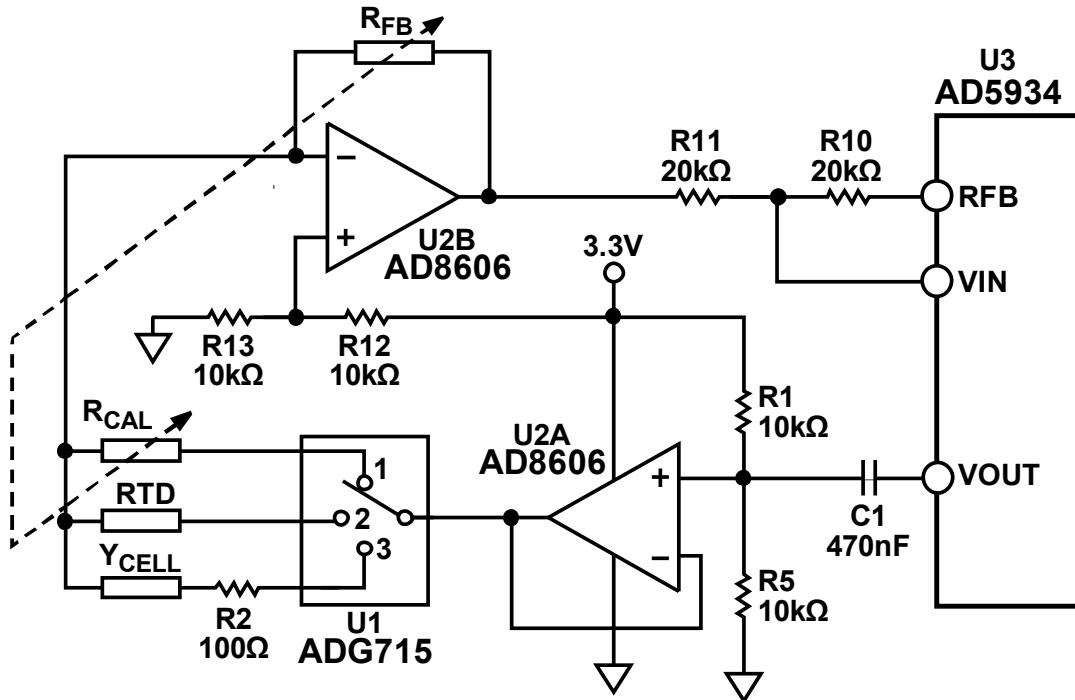 RFB
U3
AD5934
R11
20kΩ
R10
20kΩ
RFB
−
+
U2B
AD8606
3.3V
VIN
R13
10kΩ
R12
10kΩ
RCAL
1
U2A
AD8606
R1
10kΩ
+
VOUT
RTD
2
C1
470nF
YCELL
3
−
R2
100Ω
U1
ADG715
R5
10kΩ